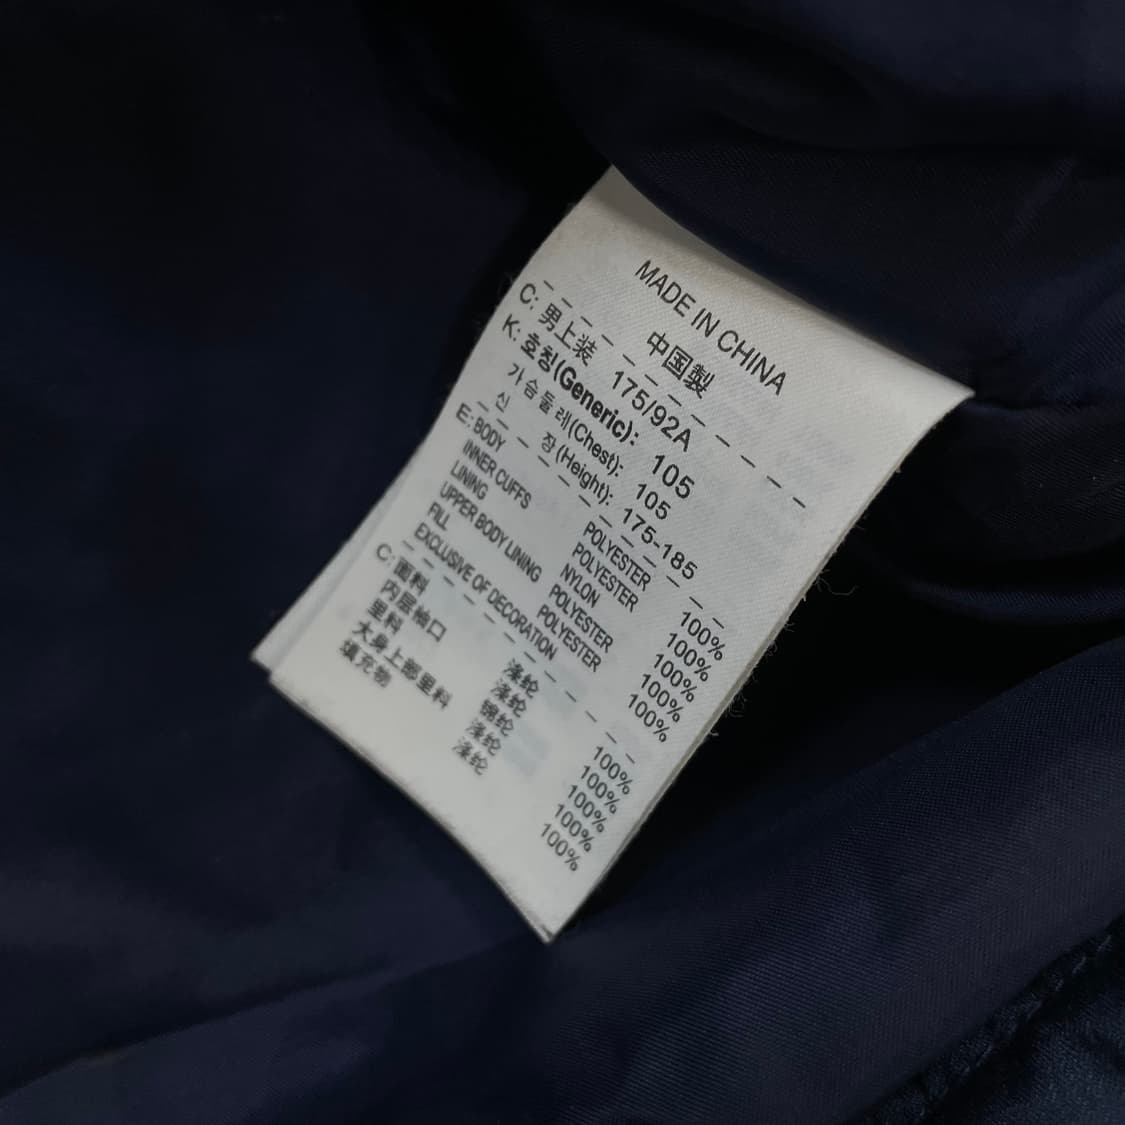 MADE IN CHINA
中国製
C: 男上装 175/92A
K: 호칭(Generic): 105
가슴둘레(Chest): 105
신 장(Height): 175-185
E: BODY POLYESTER 100%
INNER CUFFS POLYESTER 100%
LINING NYLON 100%
UPPER BODY LINING POLYESTER 100%
FILL POLYESTER 100%
EXCLUSIVE OF DECORATION
C: 面料 涤纶 100%
内层袖口 涤纶 100%
里料 锦纶 100%
大身上部里料 涤纶 100%
填充物 涤纶 100%